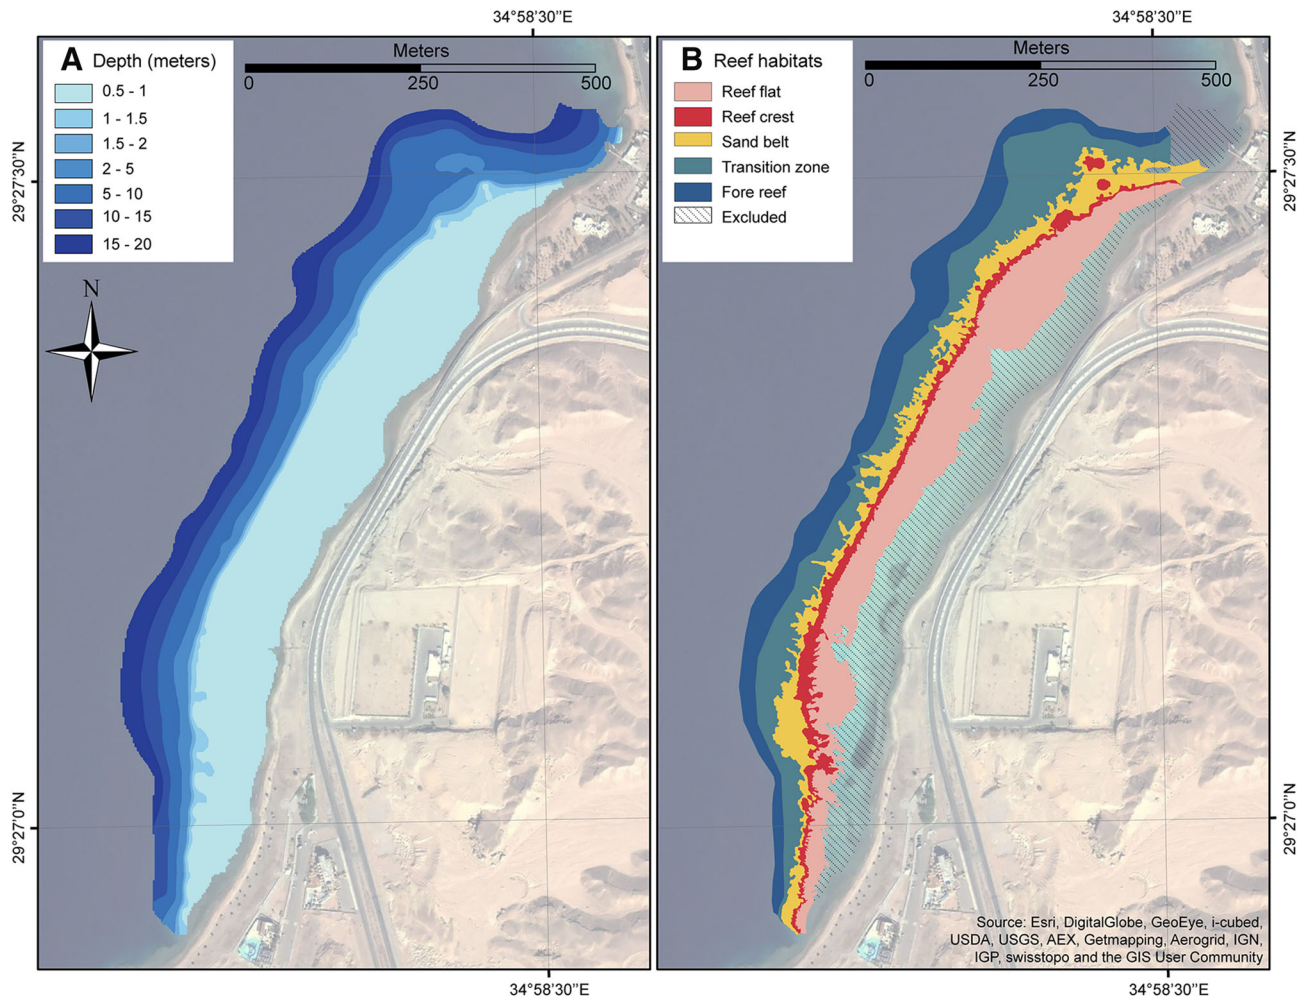 34°58'30"E
34°58'30"E
A Depth (meters)
0.5 - 1
1 - 1.5
1.5 - 2
2 - 5
5 - 10
10 - 15
15 - 20
Meters
0 250 500
N
B Reef habitats
Reef flat
Reef crest
Sand belt
Transition zone
Fore reef
Excluded
Meters
0 250 500
29°27'30"N
29°27'30"N
29°27'0"N
29°27'0"N
Source: Esri, DigitalGlobe, GeoEye, i-cubed,
USDA, USGS, AEX, Getmapping, Aerogrid, IGN,
IGP, swisstopo and the GIS User Community
34°58'30"E
34°58'30"E